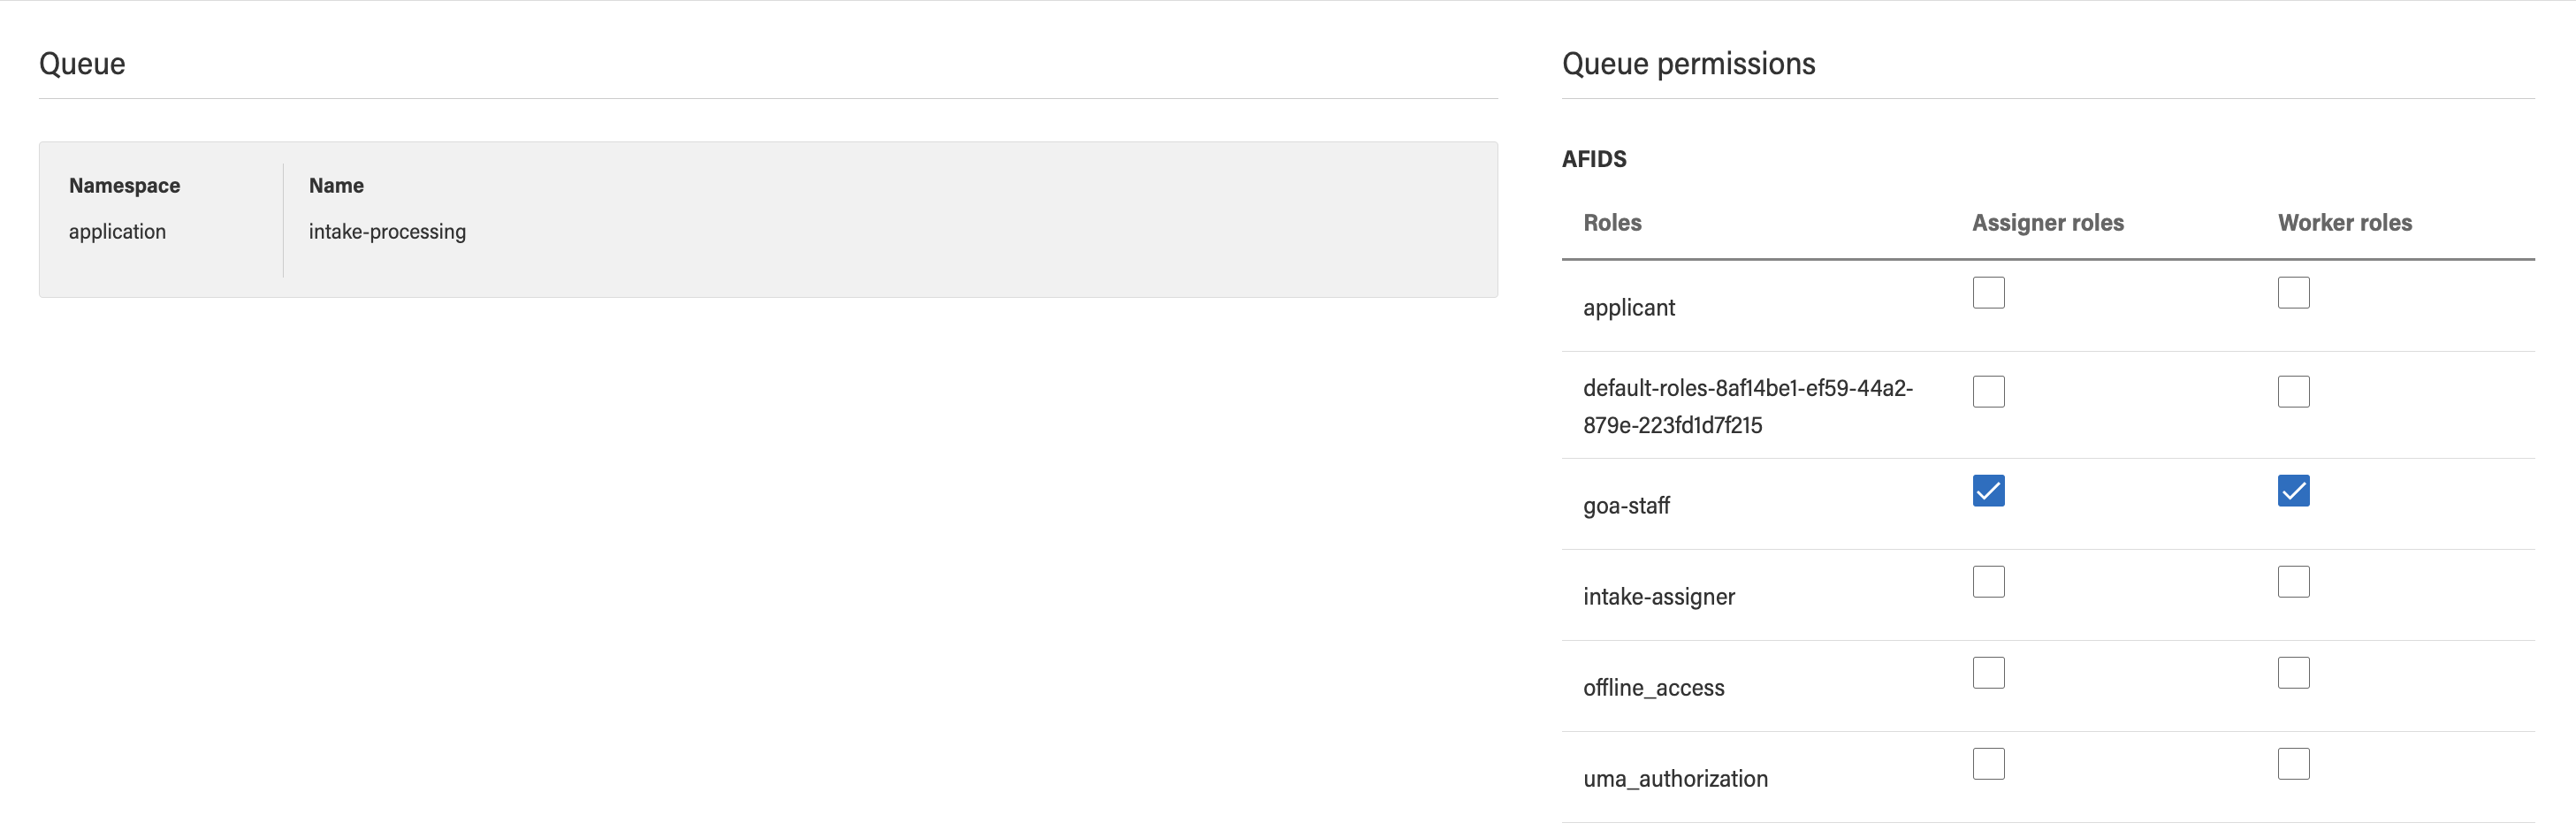 Queue
Namespace
Name
application
intake-processing
Queue permissions
AFIDS
Roles
Assigner roles
Worker roles
applicant
default-roles-8af14be1-ef59-44a2-
879e-223fd1d7f215
goa-staff
intake-assigner
offline_access
uma_authorization